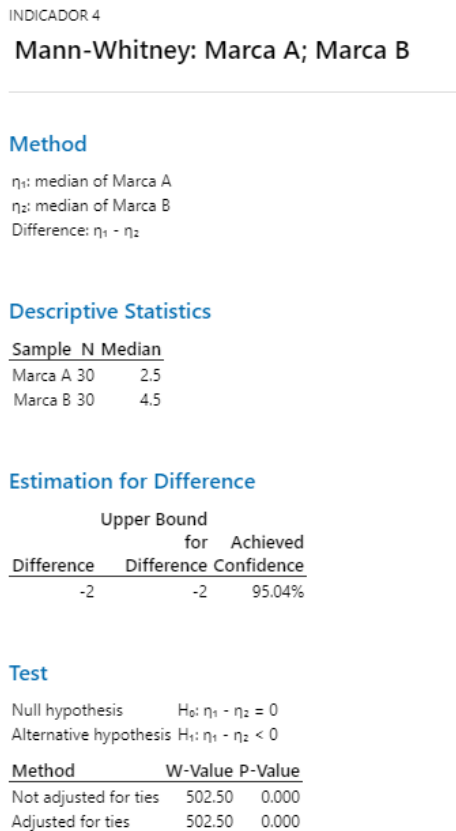 INDICADOR 4
Mann-Whitney: Marca A; Marca B
Method
η₁: median of Marca A
η₂: median of Marca B
Difference: η₁ - η₂
Descriptive Statistics
Sample N Median
Marca A 30 2.5
Marca B 30 4.5
Estimation for Difference
Upper Bound
for Achieved
Difference Difference Confidence
-2 -2 95.04%
Test
Null hypothesis H₀: η₁ - η₂ = 0
Alternative hypothesis H₁: η₁ - η₂ < 0
Method W-Value P-Value
Not adjusted for ties 502.50 0.000
Adjusted for ties 502.50 0.000